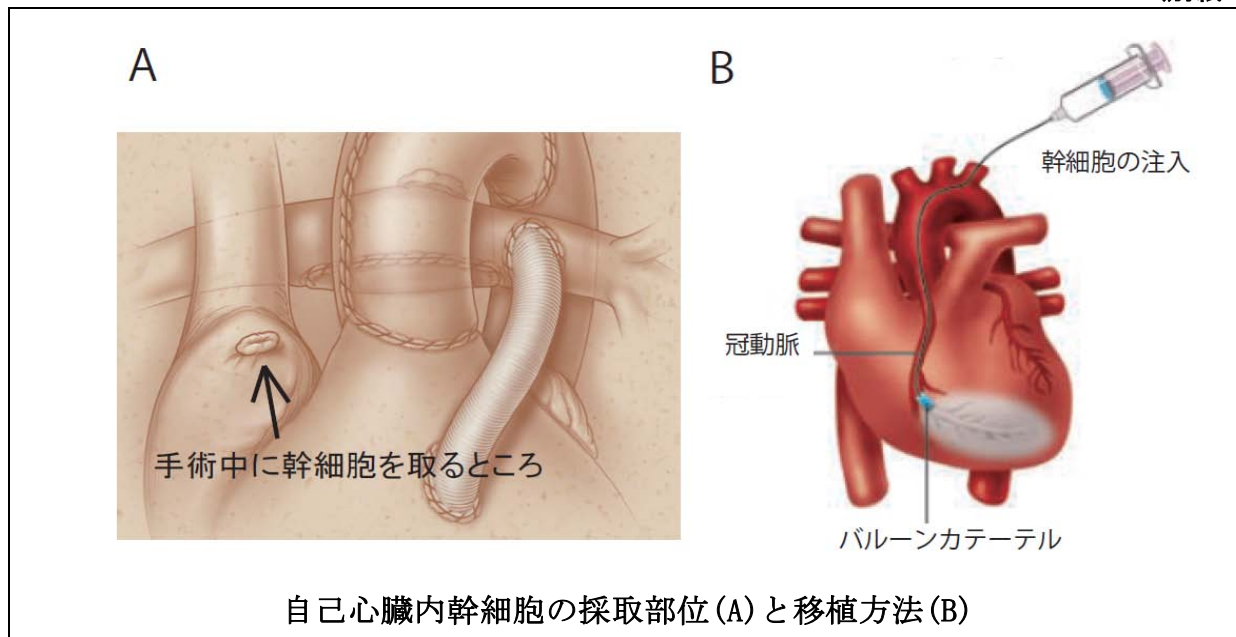 A
B
幹細胞の注入
冠動脈
手術中に幹細胞を取るところ
バルーンカテーテル
自己心臓内幹細胞の採取部位(A)と移植方法(B)